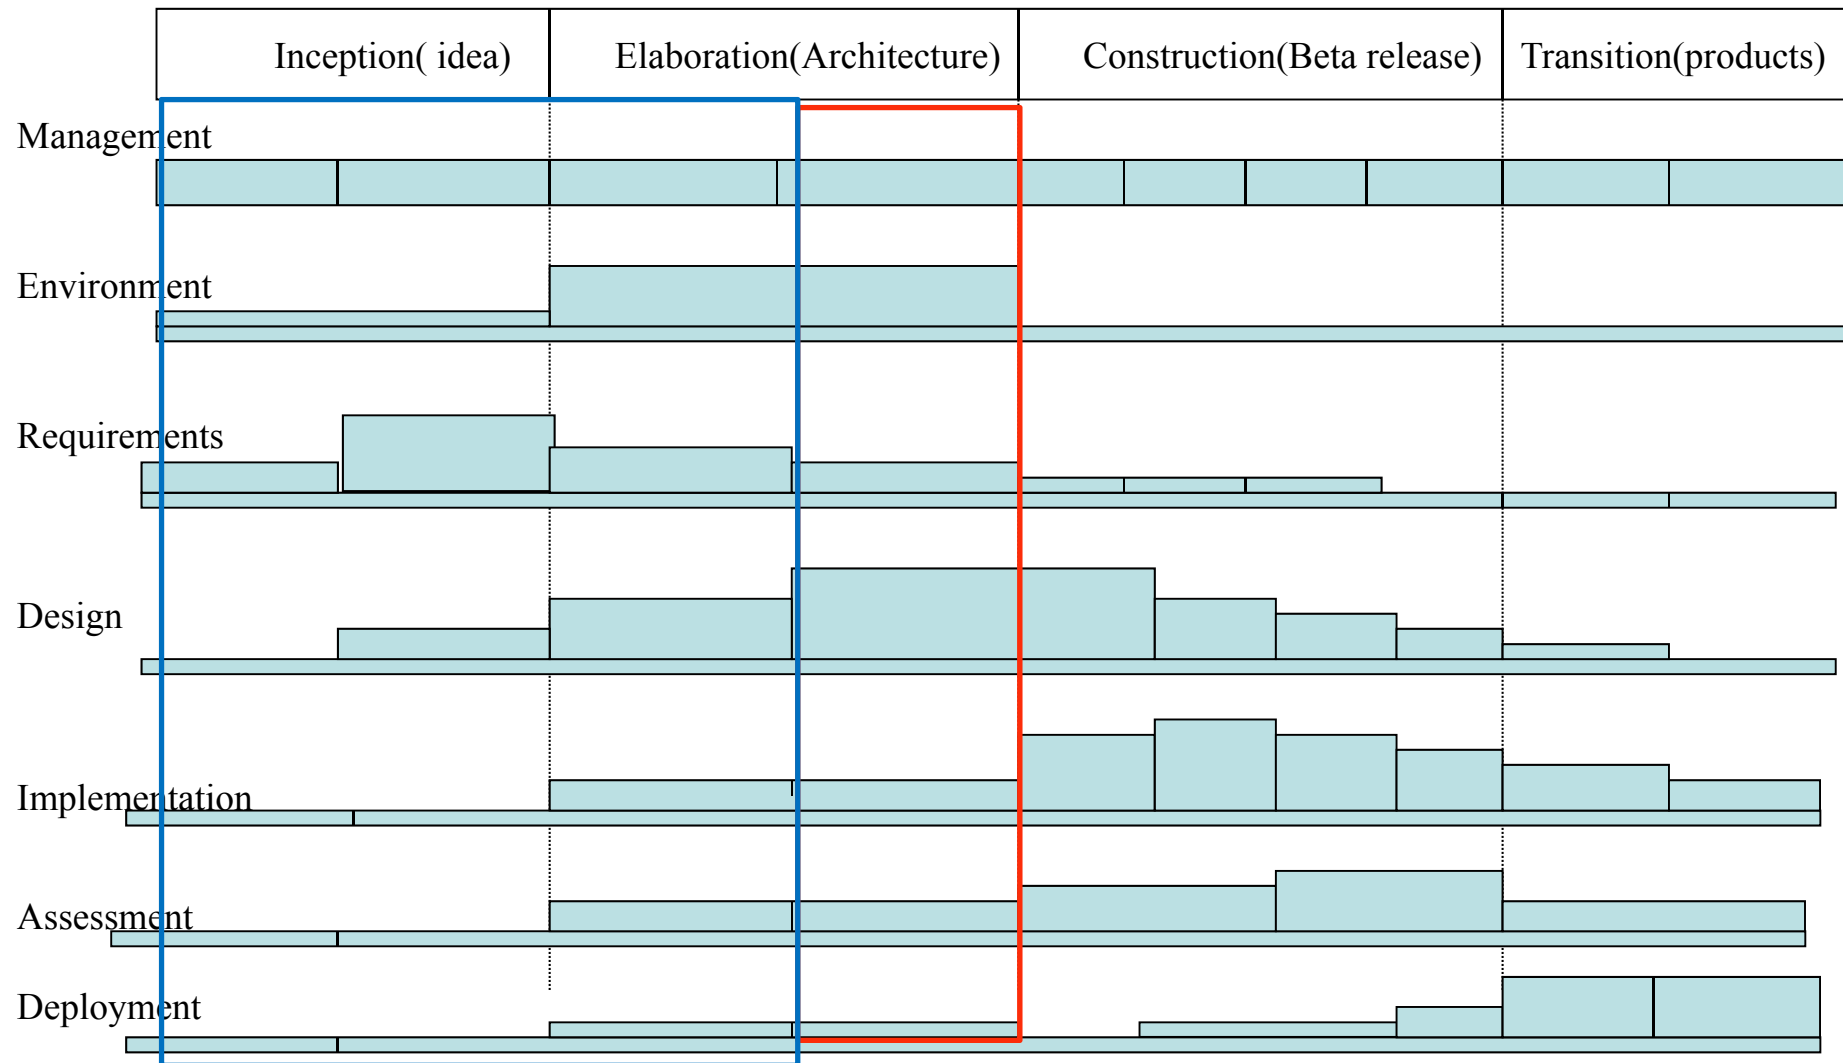 Inception( idea) Elaboration(Architecture) Construction(Beta release) Transition(products)
Management
Environment
Requirements
Design
Implementation
Assessment
Deployment